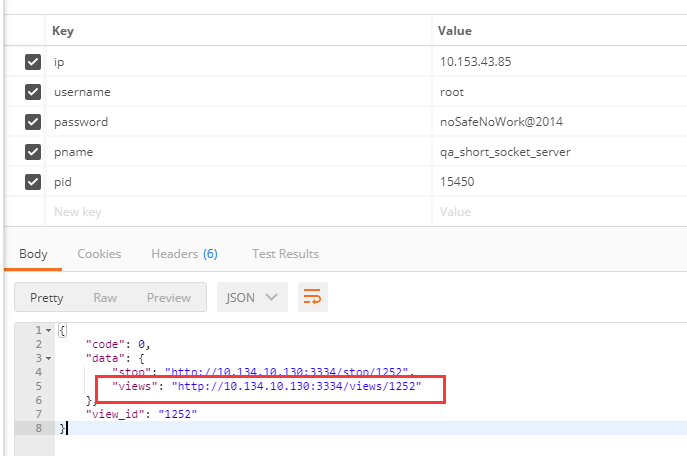 Key Value
ip 10.153.43.85
username root
password noSafeNoWork@2014
pname qa_short_socket_server
pid 15450
New key Value
Body Cookies Headers (6) Test Results
Pretty Raw Preview JSON
1 {
2 "code": 0,
3 "data": {
4 "stop": "http://10.134.10.130:3334/stop/1252",
5 "views": "http://10.134.10.130:3334/views/1252"
6 },
7 "view_id": "1252"
8 }